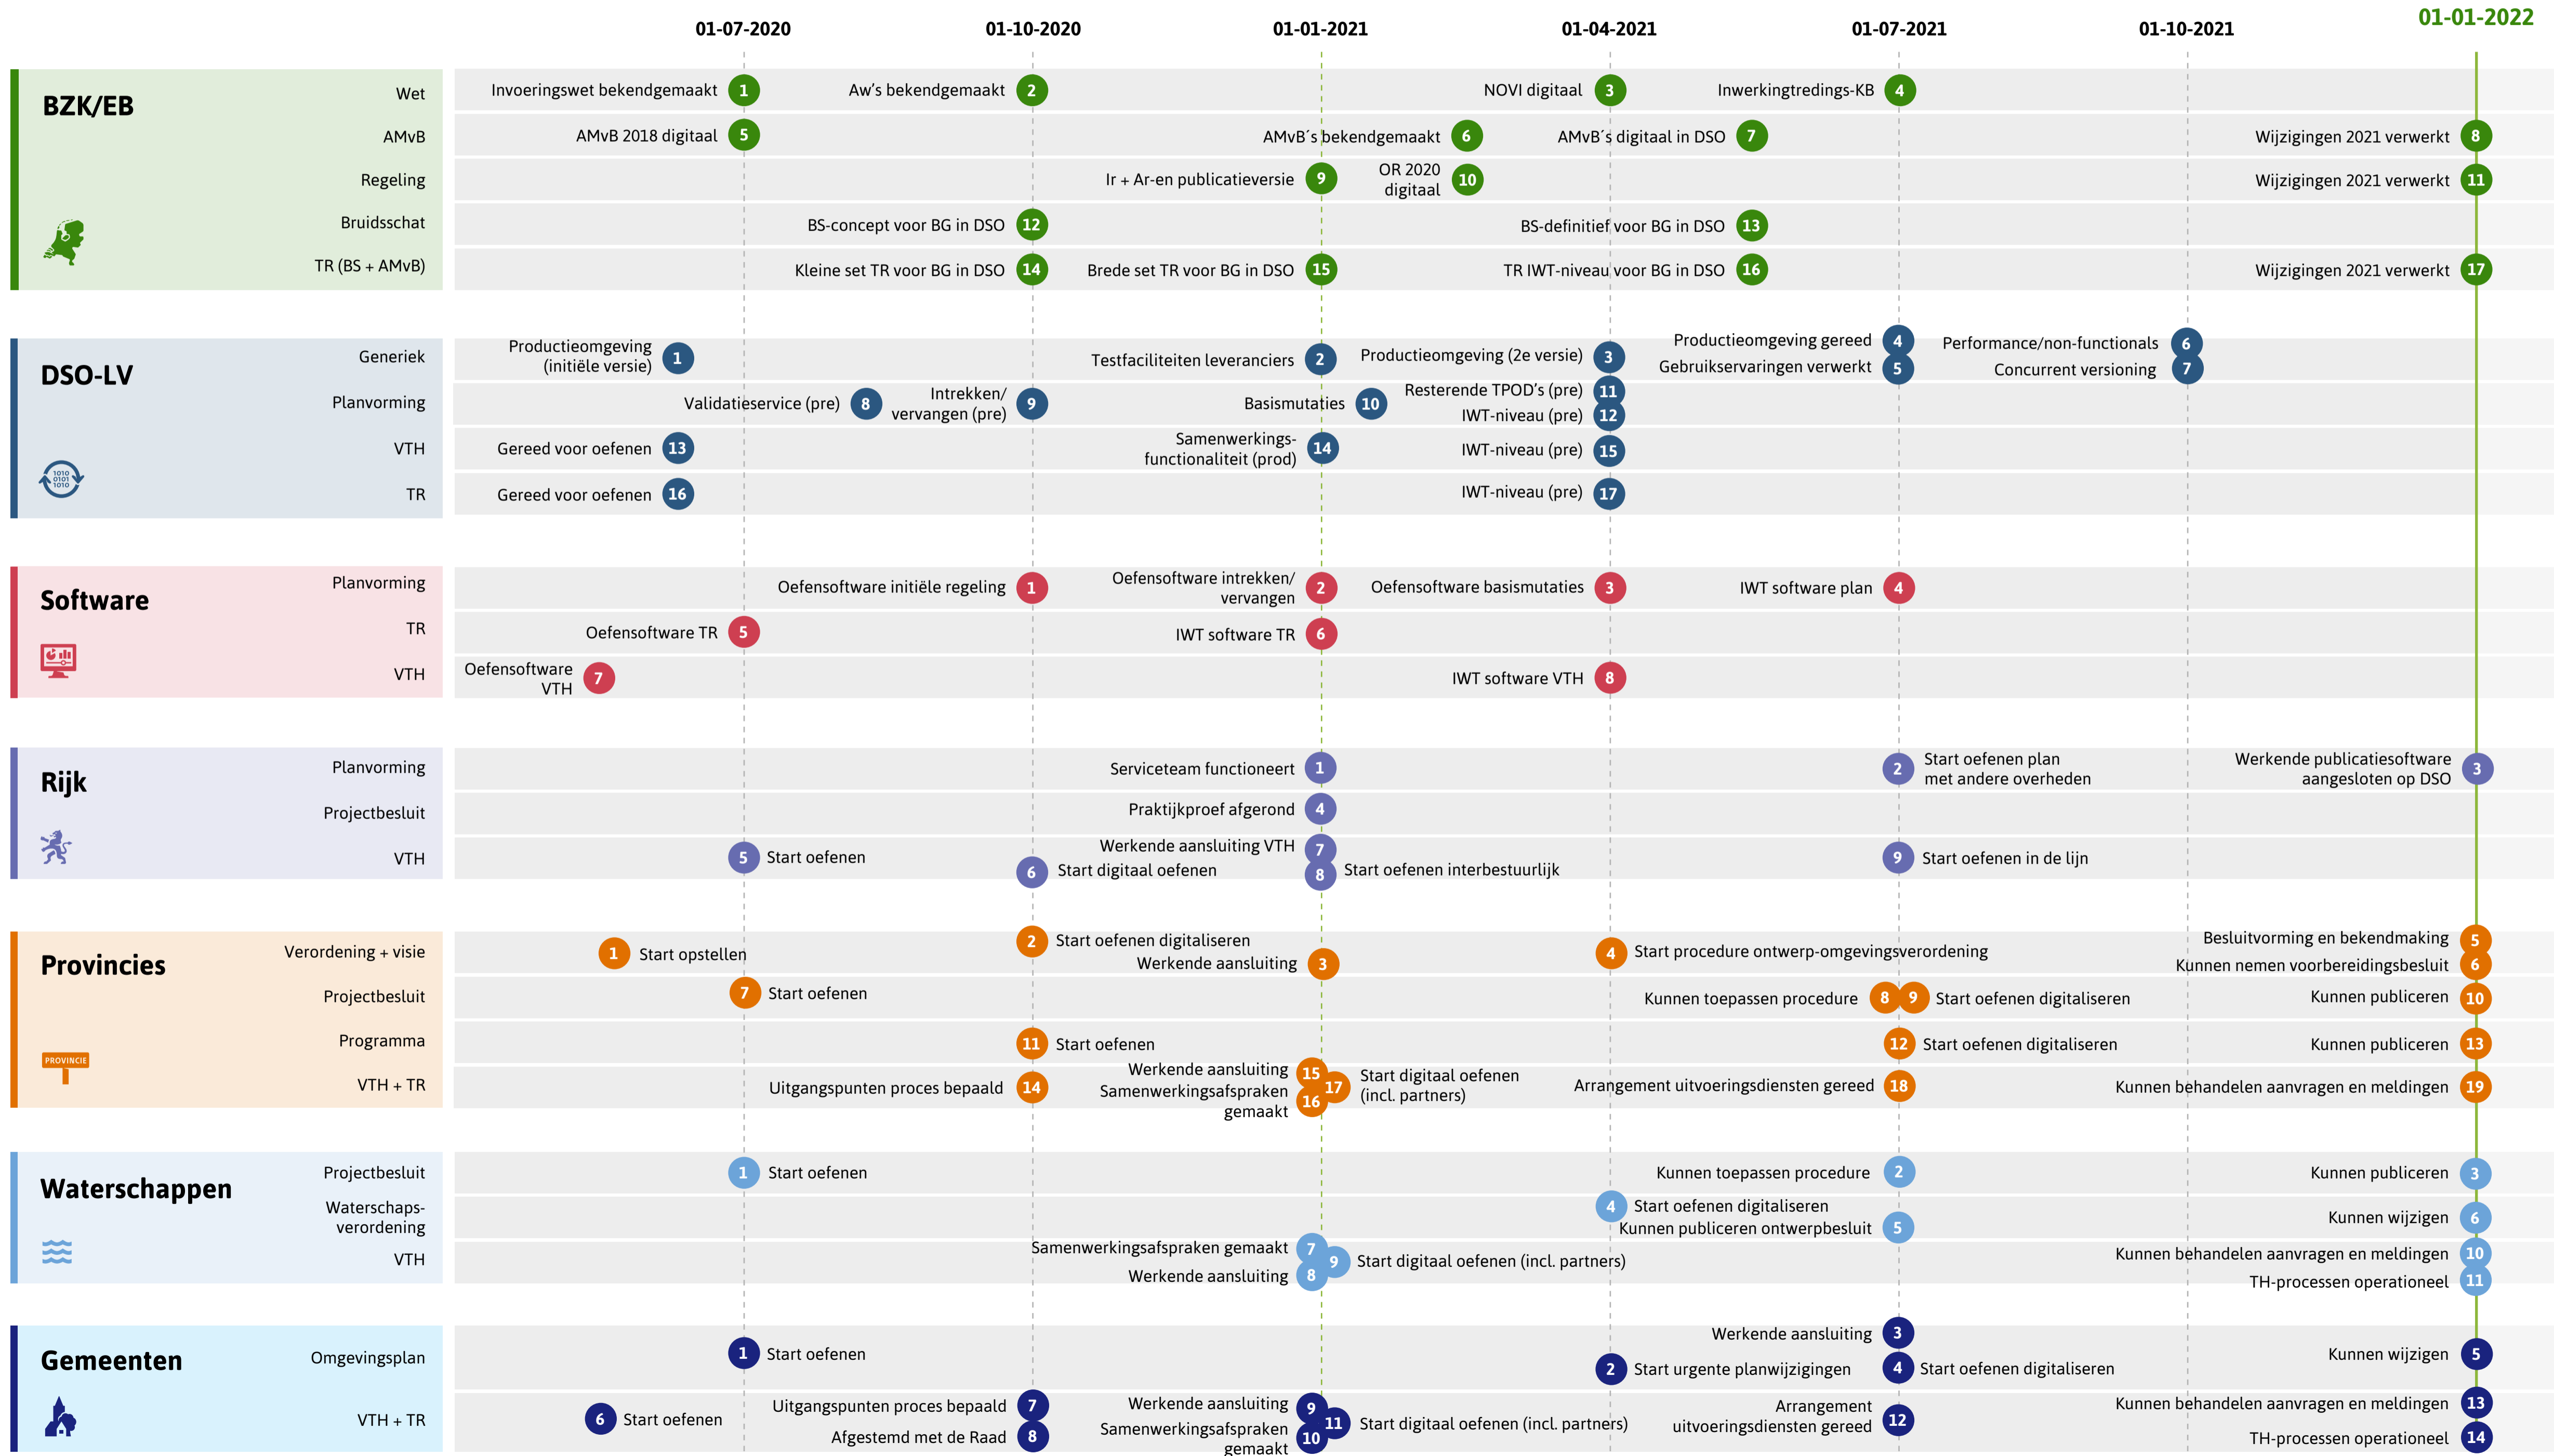 01-07-2020
01-10-2020
01-01-2021
01-04-2021
01-07-2021
01-10-2021
01-01-2022
BZK/EB
Wet
Invoeringswet bekendgemaakt 1
Aw's bekendgemaakt 2
NOVI digitaal 3
Inwerkingtredings-KB 4
AMvB
AMvB 2018 digitaal 5
AMvB´s bekendgemaakt 6
AMvB´s digitaal in DSO 7
Wijzigingen 2021 verwerkt 8
Regeling
Ir + Ar-en publicatieversie 9
OR 2020
digitaal 10
Wijzigingen 2021 verwerkt 11
Bruidsschat
BS-concept voor BG in DSO 12
BS-definitief voor BG in DSO 13
TR (BS + AMvB)
Kleine set TR voor BG in DSO 14
Brede set TR voor BG in DSO 15
TR IWT-niveau voor BG in DSO 16
Wijzigingen 2021 verwerkt 17
DSO-LV
1010
0101
1010
Generiek
Productieomgeving
(initiële versie) 1
Testfaciliteiten leveranciers 2
Productieomgeving (2e versie) 3
Productieomgeving gereed 4
Gebruikservaringen verwerkt 5
Performance/non-functionals 6
Concurrent versioning 7
Planvorming
Validatieservice (pre) 8
Intrekken/
vervangen (pre) 9
Basismutaties 10
Resterende TPOD's (pre) 11
IWT-niveau (pre) 12
VTH
Gereed voor oefenen 13
Samenwerkings-
functionaliteit (prod) 14
IWT-niveau (pre) 15
TR
Gereed voor oefenen 16
IWT-niveau (pre) 17
Software
Planvorming
Oefensoftware initiële regeling 1
Oefensoftware intrekken/
vervangen 2
Oefensoftware basismutaties 3
IWT software plan 4
TR
Oefensoftware TR 5
IWT software TR 6
VTH
Oefensoftware
VTH 7
IWT software VTH 8
Rijk
Planvorming
Serviceteam functioneert 1
2 Start oefenen plan
met andere overheden
Werkende publicatiesoftware
aangesloten op DSO 3
Projectbesluit
Praktijkproef afgerond 4
VTH
5 Start oefenen
6 Start digitaal oefenen
Werkende aansluiting VTH 7
8 Start oefenen interbestuurlijk
9 Start oefenen in de lijn
Provincies
PROVINCIE
Verordening + visie
1 Start opstellen
2 Start oefenen digitaliseren
Werkende aansluiting 3
4 Start procedure ontwerp-omgevingsverordening
Besluitvorming en bekendmaking 5
Kunnen nemen voorbereidingsbesluit 6
Projectbesluit
7 Start oefenen
Kunnen toepassen procedure 8
9 Start oefenen digitaliseren
Kunnen publiceren 10
Programma
11 Start oefenen
12 Start oefenen digitaliseren
Kunnen publiceren 13
VTH + TR
Uitgangspunten proces bepaald 14
Werkende aansluiting 15
Samenwerkingsafspraken
gemaakt 16
17 Start digitaal oefenen
(incl. partners)
Arrangement uitvoeringsdiensten gereed 18
Kunnen behandelen aanvragen en meldingen 19
Waterschappen
Projectbesluit
1 Start oefenen
Kunnen toepassen procedure 2
Kunnen publiceren 3
Waterschaps-
verordening
4 Start oefenen digitaliseren
Kunnen publiceren ontwerpbesluit 5
Kunnen wijzigen 6
VTH
Samenwerkingsafspraken gemaakt 7
Werkende aansluiting 8
9 Start digitaal oefenen (incl. partners)
Kunnen behandelen aanvragen en meldingen 10
TH-processen operationeel 11
Gemeenten
Omgevingsplan
1 Start oefenen
2 Start urgente planwijzigingen
Werkende aansluiting 3
4 Start oefenen digitaliseren
Kunnen wijzigen 5
VTH + TR
6 Start oefenen
Uitgangspunten proces bepaald 7
Afgestemd met de Raad 8
Werkende aansluiting 9
Samenwerkingsafspraken
gemaakt 10
11 Start digitaal oefenen (incl. partners)
Arrangement
uitvoeringsdiensten gereed 12
Kunnen behandelen aanvragen en meldingen 13
TH-processen operationeel 14